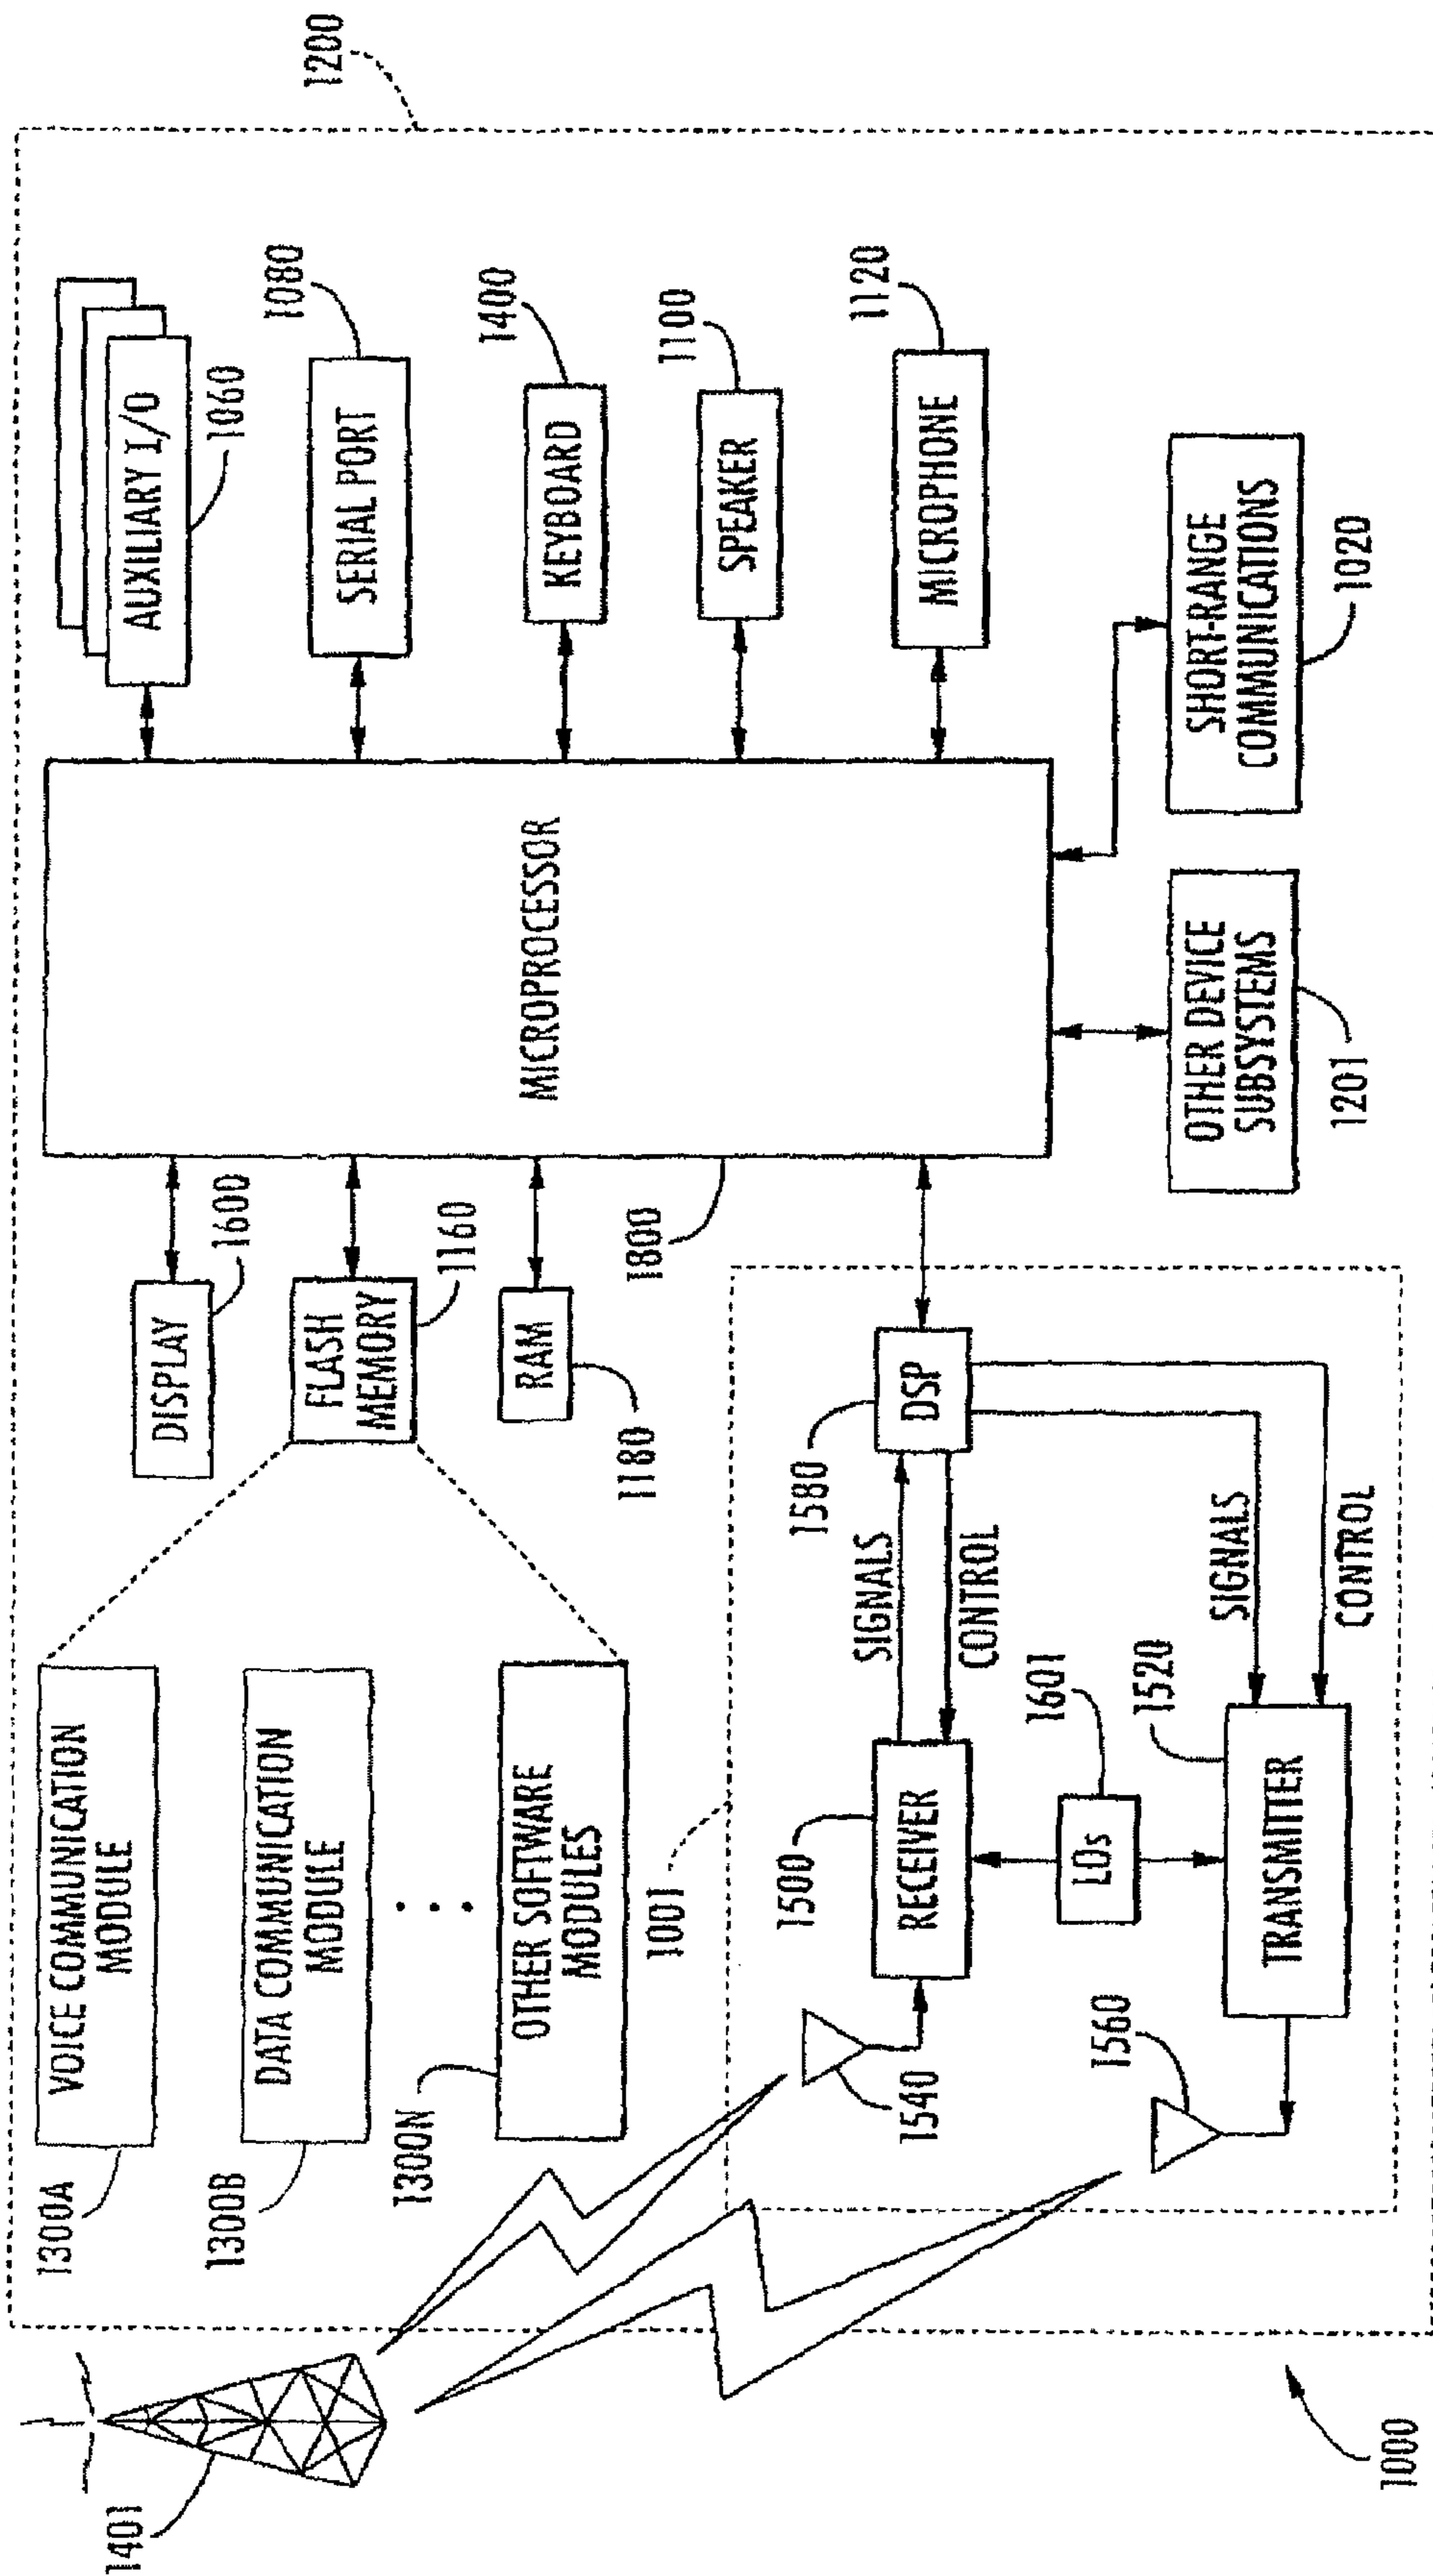 1401
1300A
VOICE COMMUNICATION
MODULE
1300B
DATA COMMUNICATION
MODULE
1300N
OTHER SOFTWARE
MODULES
DISPLAY
1600
FLASH
MEMORY
1160
RAM
1180
1800
MICROPROCESSOR
AUXILIARY I/O
1060
SERIAL PORT
1080
KEYBOARD
1400
SPEAKER
1100
MICROPHONE
1120
1200
1001
1500
RECEIVER
1540
SIGNALS
CONTROL
1580
DSP
LOs
1601
1560
TRANSMITTER
1520
SIGNALS
CONTROL
OTHER DEVICE
SUBSYSTEMS
1201
SHORT-RANGE
COMMUNICATIONS
1020
1000